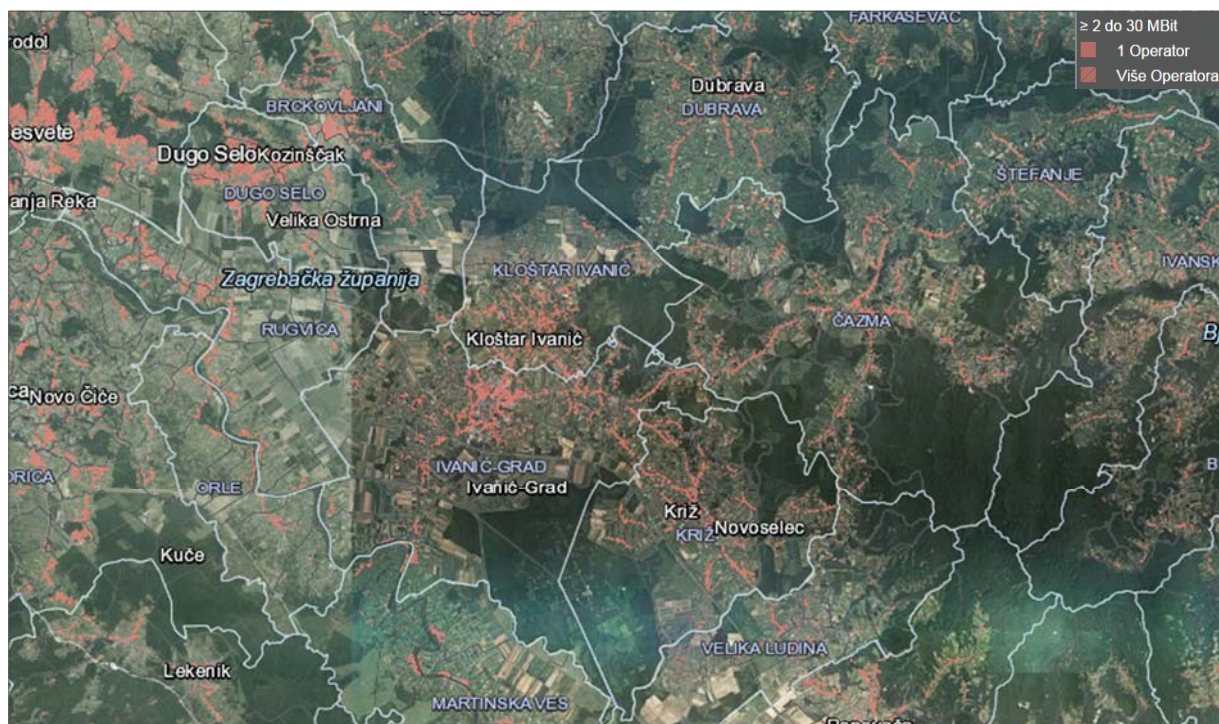 FARKAŠEVAC
≥ 2 do 30 MBit
1 Operator
Više Operatora
Dubrava
DUBRAVA
BRCKOVLJANI
Dugo Selo
Kozinščak
DUGO SELO
ŠTEFANJE
Velika Ostrna
Zagrebačka županija
KLOŠTAR IVANIĆ
RUGVICA
ČAZMA
Kloštar Ivanić
Novo Čiče
IVANIĆ-GRAD
Ivanić-Grad
ORLE
Križ
KRIŽ
Novoselec
Kuče
VELIKA LUDINA
Lekenik
MARTINSKA VES